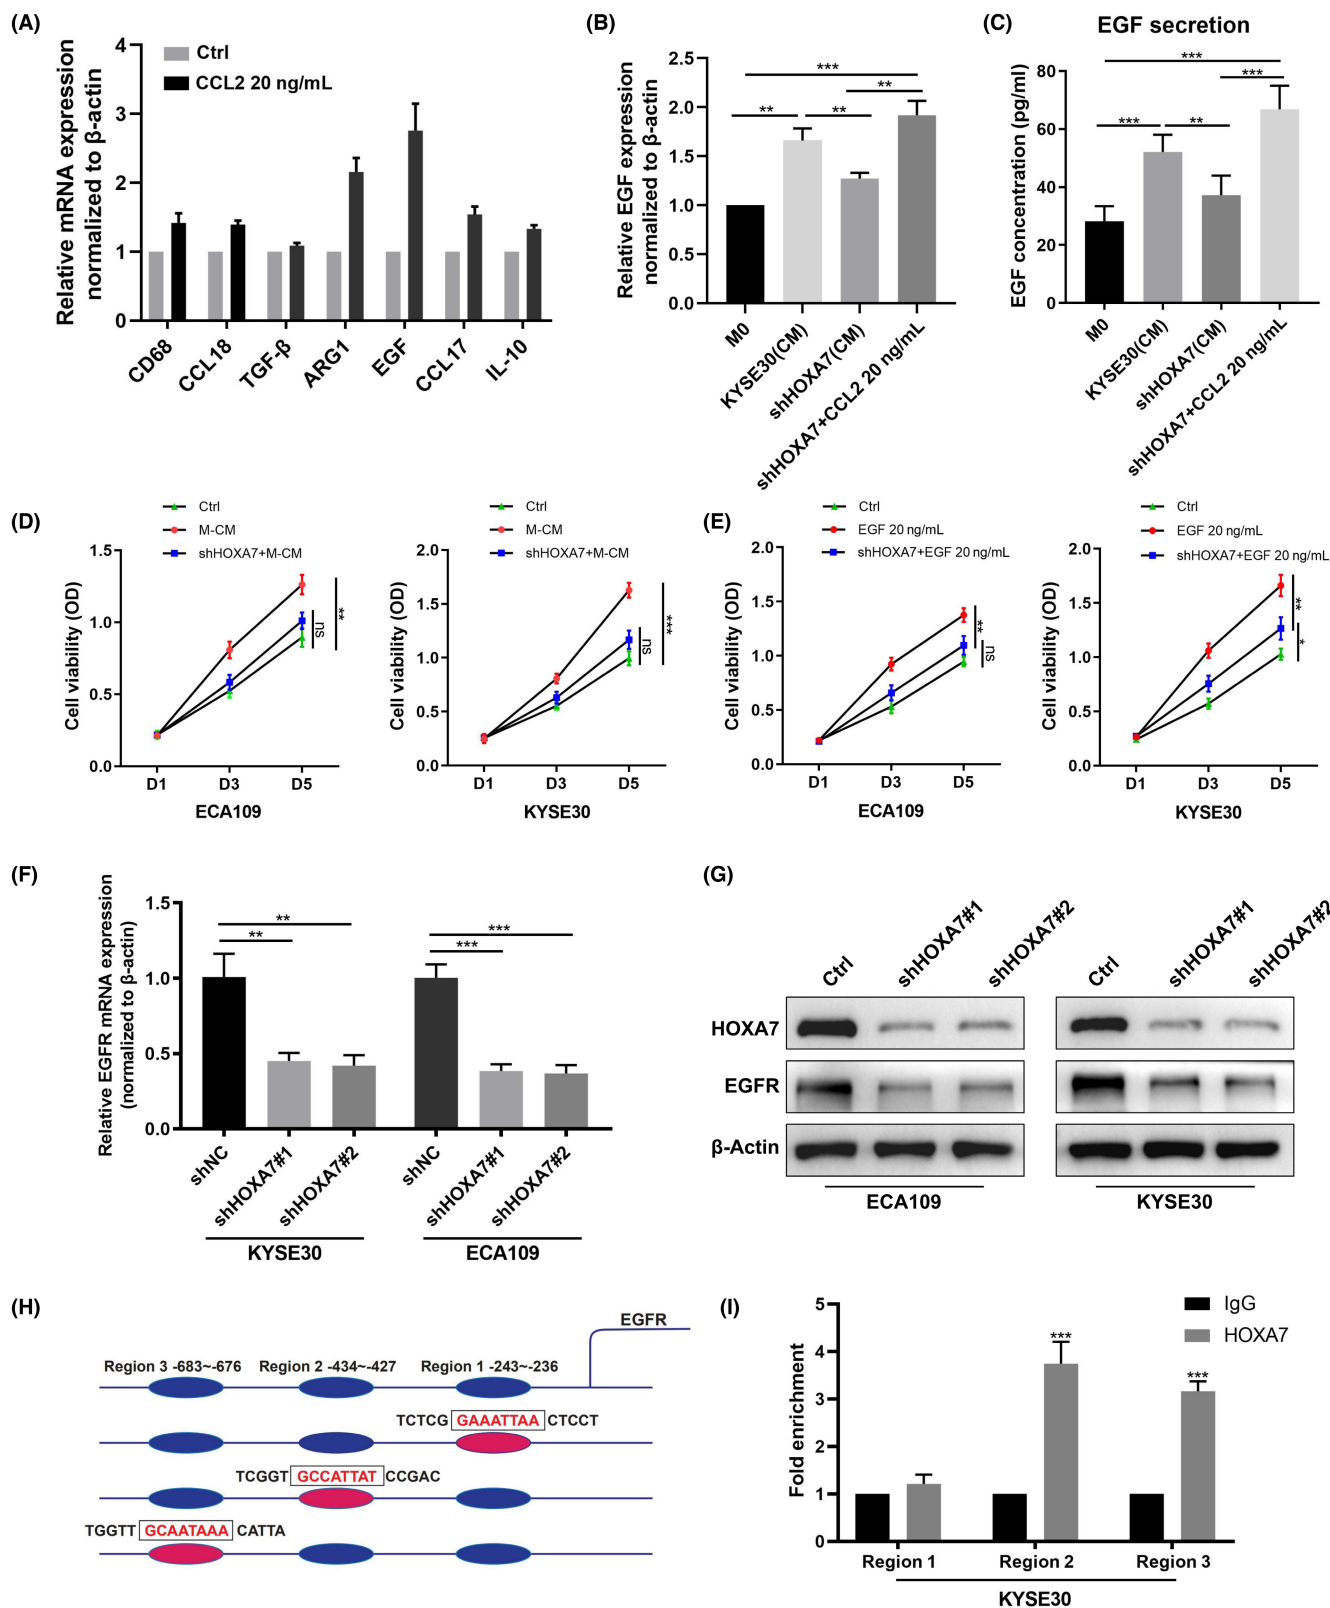 (A)
Relative mRNA expression
normalized to β-actin
4
3
2
1
0
Ctrl
CCL2 20 ng/mL
CD68
CCL18
TGF-β
ARG1
EGF
CCL17
IL-10
(B)
Relative EGF expression
normalized to β-actin
2.5
2.0
1.5
1.0
0.5
0.0
***
**
**
**
M0
KYSE30(CM)
shHOXA7(CM)
shHOXA7+CCL2 20 ng/mL
(C)
EGF secretion
EGF concentration (pg/ml)
80
60
40
20
0
***
***
***
**
M0
KYSE30(CM)
shHOXA7(CM)
shHOXA7+CCL2 20 ng/mL
(D)
Ctrl
M-CM
shHOXA7+M-CM
Cell viability (OD)
1.5
1.0
0.5
0.0
ns
**
D1
D3
D5
ECA109
Ctrl
M-CM
shHOXA7+M-CM
Cell viability (OD)
2.0
1.5
1.0
0.5
0.0
ns
***
D1
D3
D5
KYSE30
(E)
Ctrl
EGF 20 ng/mL
shHOXA7+EGF 20 ng/mL
Cell viability (OD)
2.0
1.5
1.0
0.5
0.0
**
ns
D1
D3
D5
ECA109
Ctrl
EGF 20 ng/mL
shHOXA7+EGF 20 ng/mL
Cell viability (OD)
2.0
1.5
1.0
0.5
0.0
**
*
D1
D3
D5
KYSE30
(F)
Relative EGFR mRNA expression
(normalized to β-actin)
1.5
1.0
0.5
0.0
**
**
***
***
shNC
shHOXA7#1
shHOXA7#2
shNC
shHOXA7#1
shHOXA7#2
KYSE30
ECA109
(G)
Ctrl
shHOXA7#1
shHOXA7#2
Ctrl
shHOXA7#1
shHOXA7#2
HOXA7
EGFR
β-Actin
ECA109
KYSE30
(H)
EGFR
Region 3 -683~-676 Region 2 -434~-427 Region 1 -243~-236
TCTCG GAAATTAA CTCCT
TCGGT GCCATTAT CCGAC
TGGTT GCAATAAA CATTA
(I)
Fold enrichment
5
4
3
2
1
0
IgG
HOXA7
***
***
Region 1
Region 2
Region 3
KYSE30